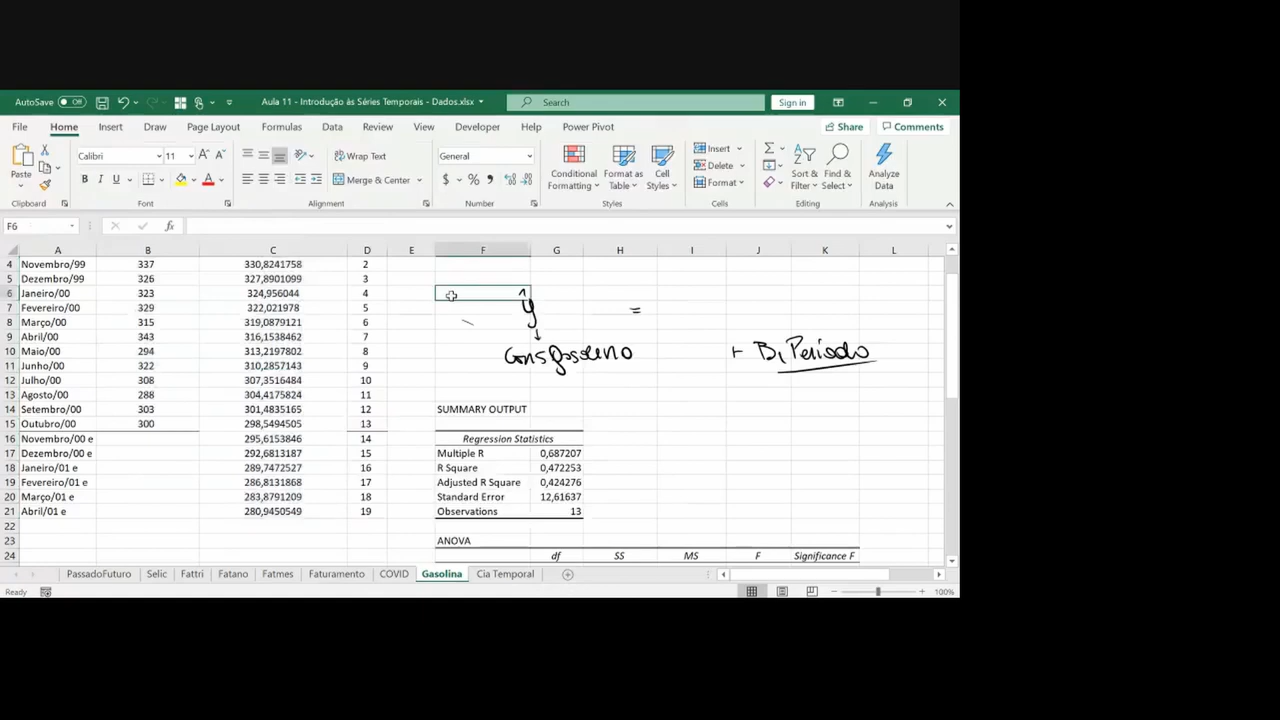 AutoSave Off Aula 11 - Introdução às Séries Temporais - Dados.xlsx Search Sign in
File Home Insert Draw Page Layout Formulas Data Review View Developer Help Power Pivot Share Comments
Paste Calibri 11 A A Wrap Text General Conditional Formatting Format as Table Cell Styles Insert Delete Format Sort & Filter Find & Select Analyze Data
B I U A Merge & Center $ % 9
Clipboard Font Alignment Number Styles Cells Editing Analysis
F6 fx
A B C D E F G H I J K L
4 Novembro/99 337 330,8241758 2
5 Dezembro/99 326 327,8901099 3
6 Janeiro/00 323 324,956044 4
7 Fevereiro/00 329 322,021978 5
8 Março/00 315 319,0879121 6
9 Abril/00 343 316,1538462 7
10 Maio/00 294 313,2197802 8
11 Junho/00 322 310,2857143 9
12 Julho/00 308 307,3516484 10
13 Agosto/00 288 304,4175824 11
14 Setembro/00 303 301,4835165 12 SUMMARY OUTPUT
15 Outubro/00 300 298,5494505 13
16 Novembro/00 e 295,6153846 14 Regression Statistics
17 Dezembro/00 e 292,6813187 15 Multiple R 0,687207
18 Janeiro/01 e 289,7472527 16 R Square 0,472253
19 Fevereiro/01 e 286,8131868 17 Adjusted R Square 0,424276
20 Março/01 e 283,8791209 18 Standard Error 12,61637
21 Abril/01 e 280,9450549 19 Observations 13
22
23 ANOVA
24 df SS MS F Significance F
ŷ =
+ B₁ Período
PassadoFuturo Selic Fattri Fatano Fatmes Faturamento COVID Gasolina Cia Temporal
Ready 100%